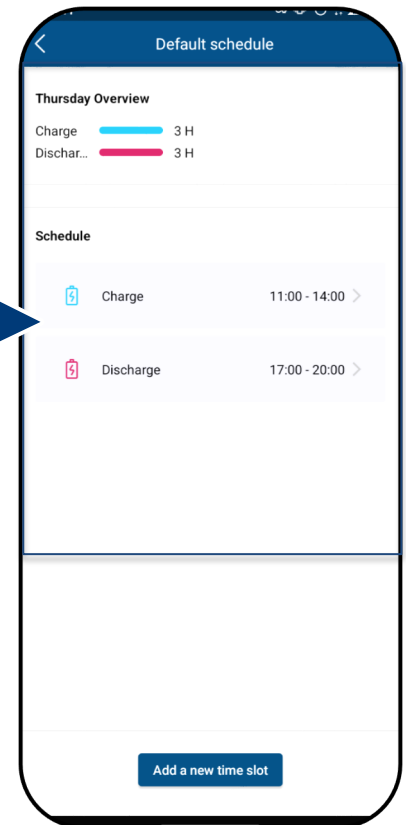 Default schedule
Thursday Overview
Charge 3 H
Dischar... 3 H
Schedule
Charge 11:00 - 14:00
Discharge 17:00 - 20:00
Add a new time slot